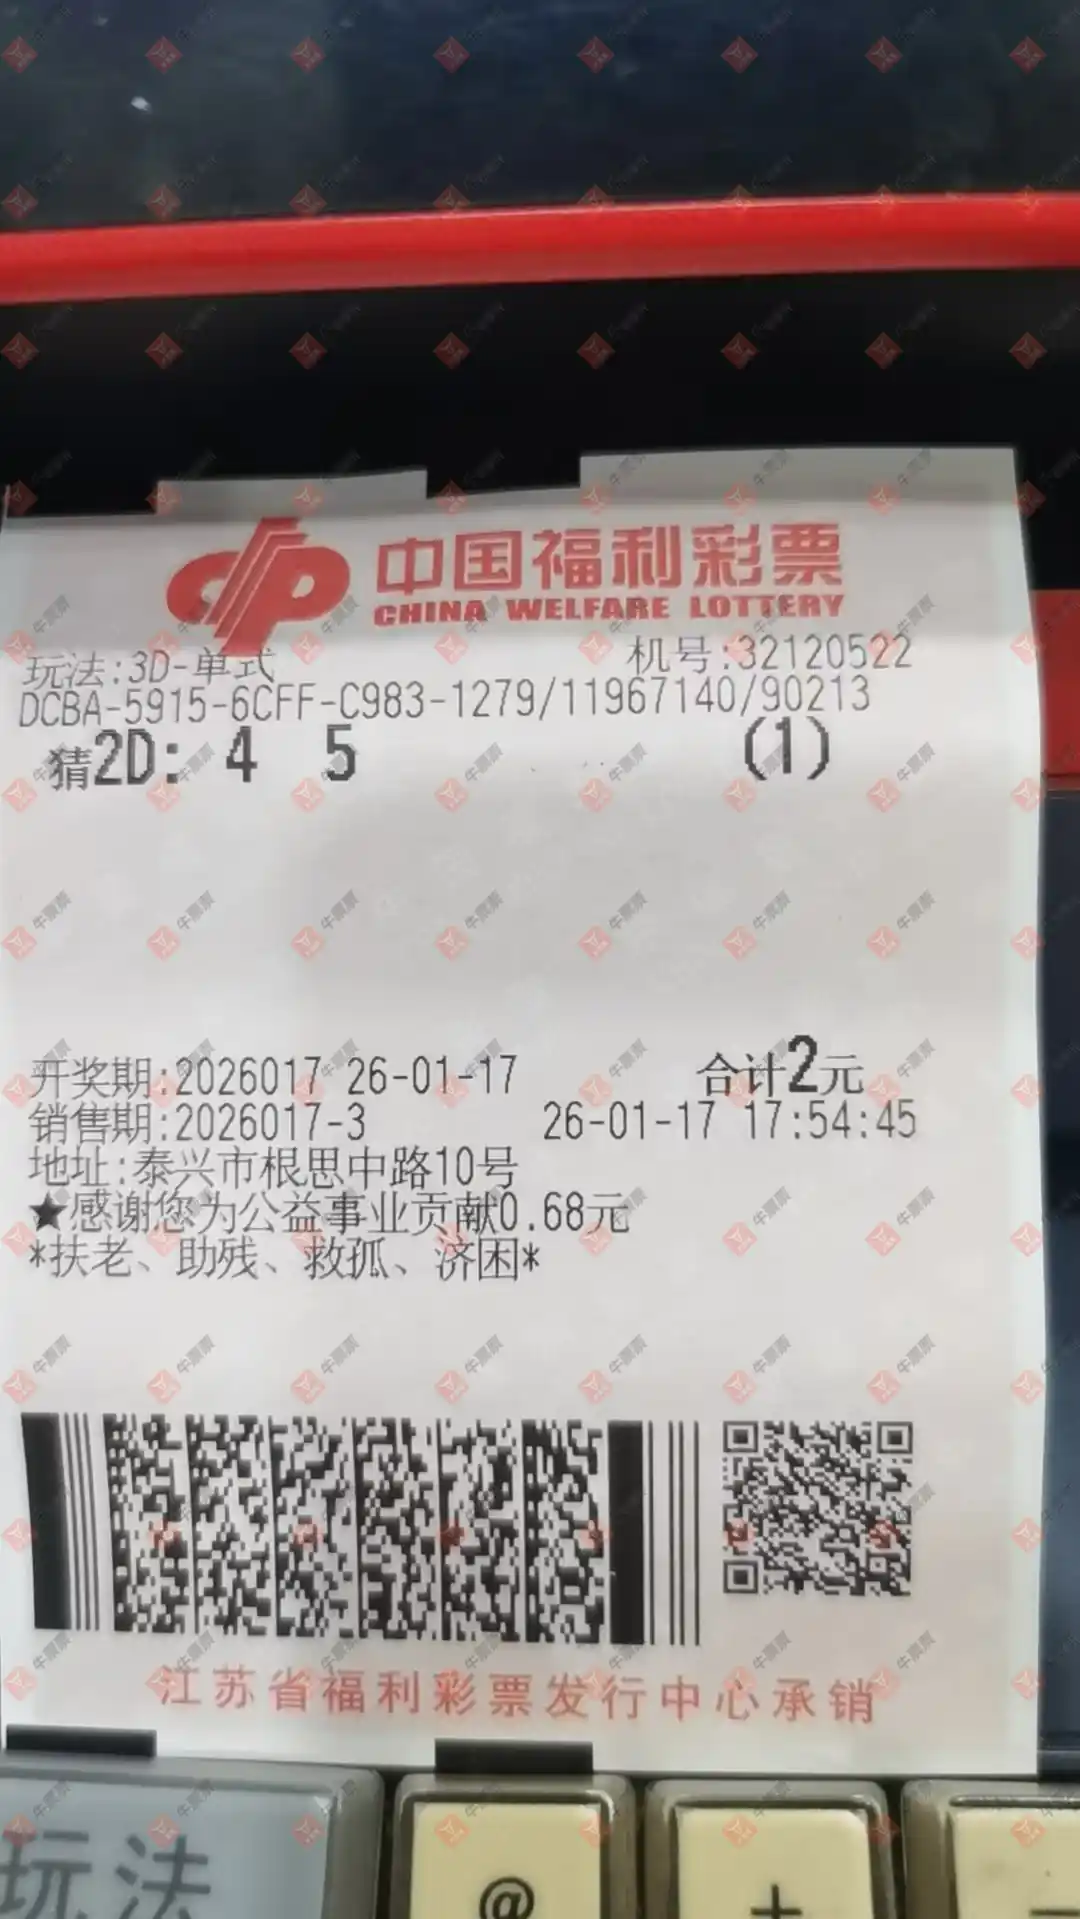 中国福利彩票
CHINA WELFARE LOTTERY
玩法:3D-单式 机号:32120522
DCBA-5915-6CFF-C983-1279/11967140/90213
猜2D: 4 5 (1)
开奖期:2026017 26-01-17 合计2元
销售期:2026017-3 26-01-17 17:54:45
地址:泰兴市根思中路10号
★感谢您为公益事业贡献0.68元
*扶老、助残、救孤、济困*
江苏省福利彩票发行中心承销
玩法 @ + -
牛票票